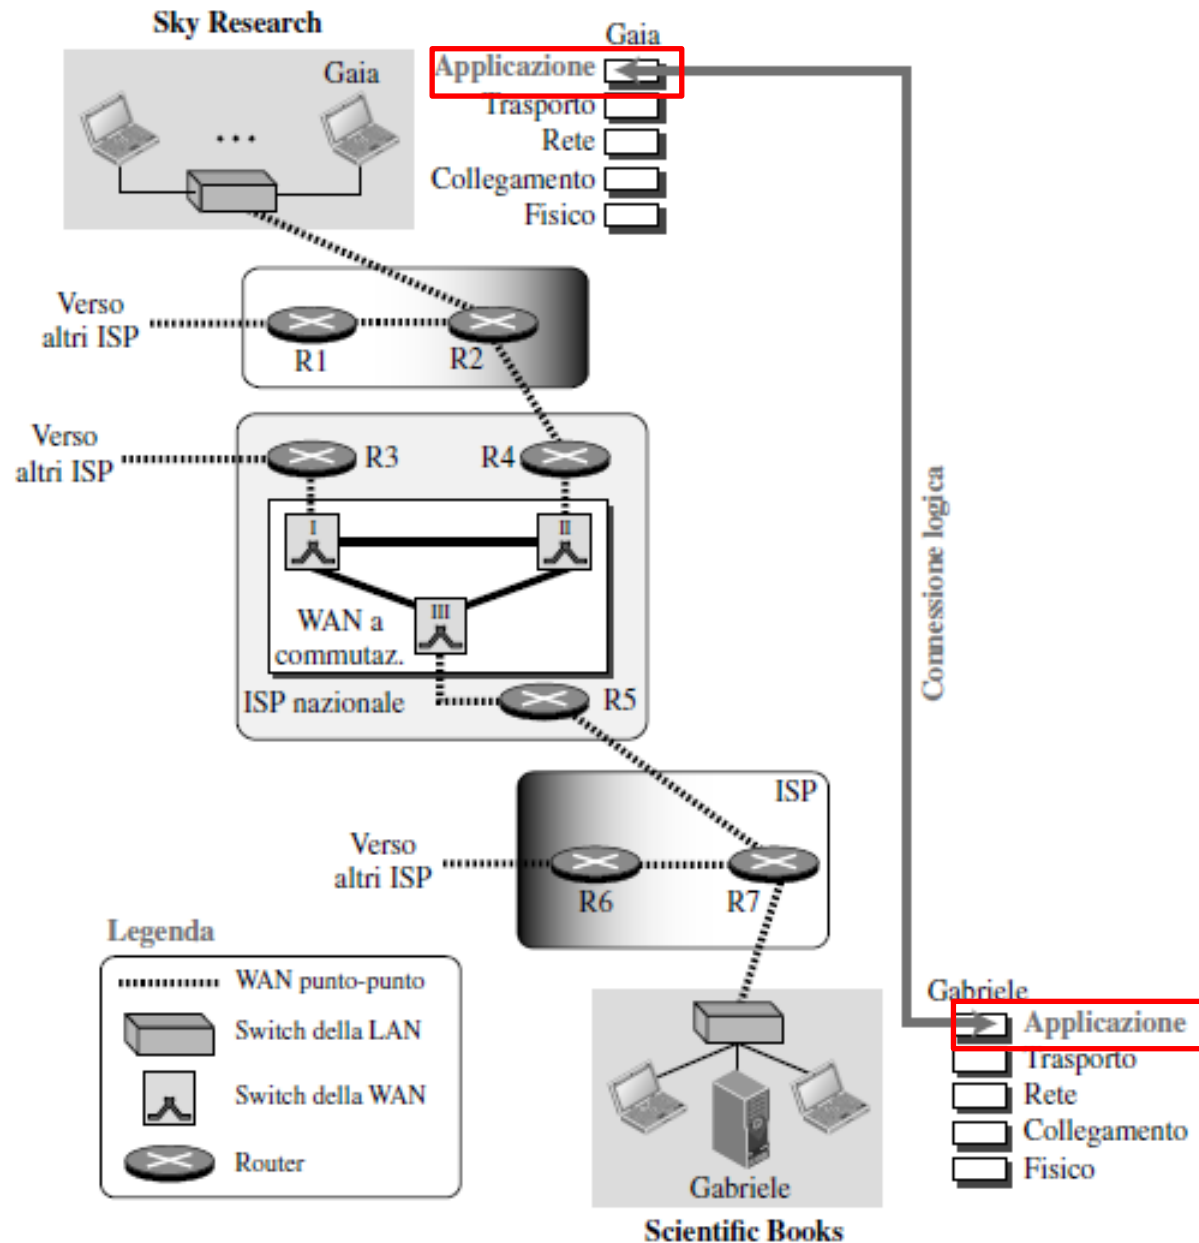 Sky Research
Gaia
Gaia
Applicazione
Trasporto
Rete
Collegamento
Fisico
Verso
altri ISP
R1
R2
Verso
altri ISP
R3
R4
I
II
III
WAN a
commutaz.
ISP nazionale
R5
Connessione logica
ISP
Verso
altri ISP
R6
R7
Legenda
WAN punto-punto
Switch della LAN
Switch della WAN
Router
Gabriele
Applicazione
Trasporto
Rete
Collegamento
Fisico
Gabriele
Scientific Books